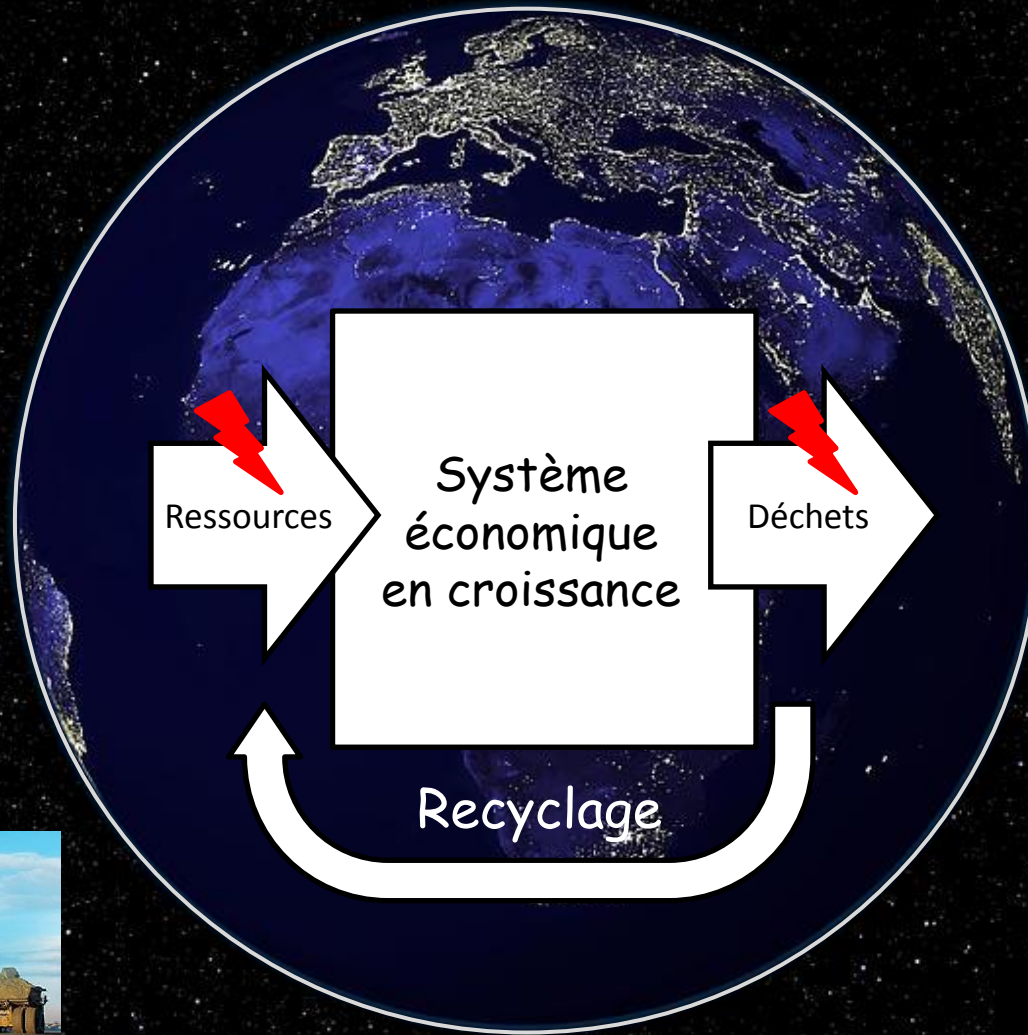 Ressources
Système
économique
en croissance
Déchets
Recyclage